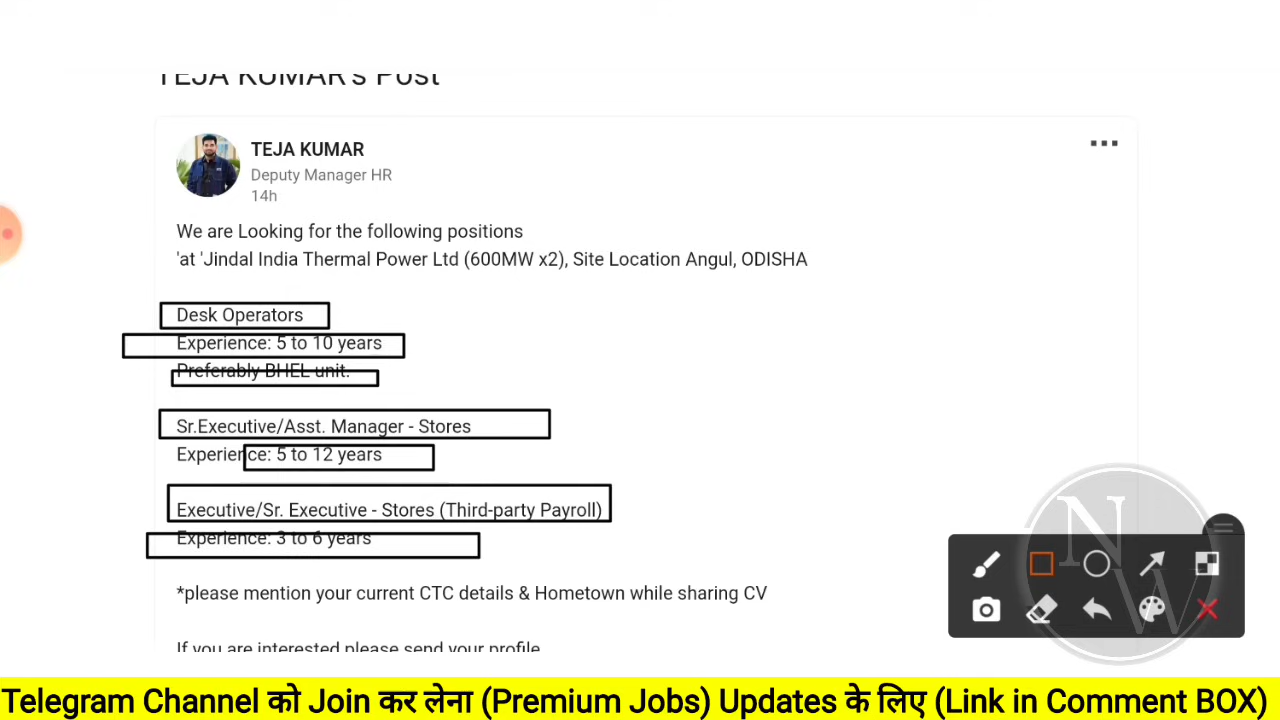 TEJA KUMAR's Post
TEJA KUMAR
Deputy Manager HR
14h
We are Looking for the following positions
'at 'Jindal India Thermal Power Ltd (600MW x2), Site Location Angul, ODISHA
Desk Operators
Experience: 5 to 10 years
Preferably BHEL unit.
Sr.Executive/Asst. Manager - Stores
Experience: 5 to 12 years
Executive/Sr. Executive - Stores (Third-party Payroll)
Experience: 3 to 6 years
*please mention your current CTC details & Hometown while sharing CV
If you are interested please send your profile
N
W
Telegram Channel को Join कर लेना (Premium Jobs) Updates के लिए (Link in Comment BOX)